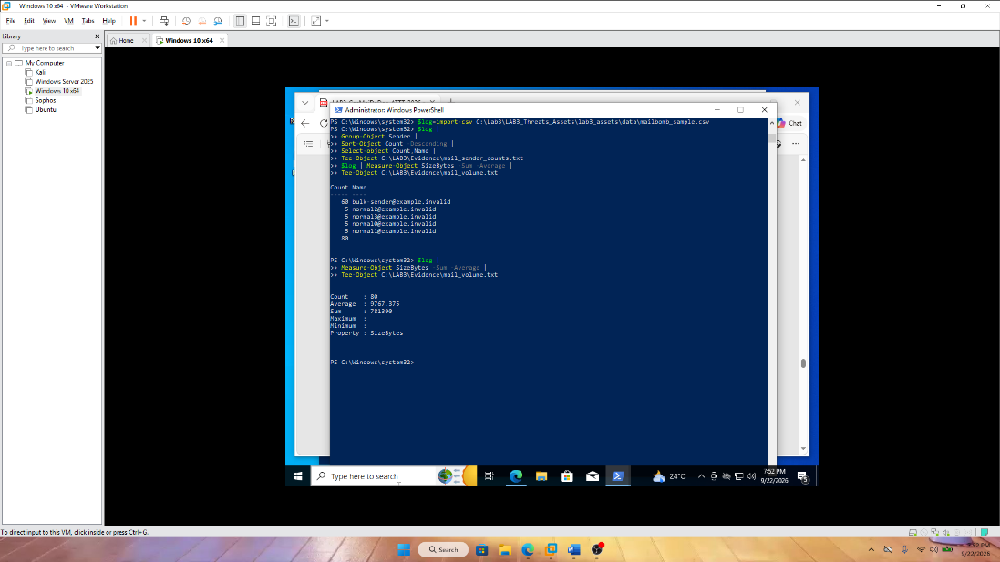 Windows 10 x64 - VMware Workstation
File Edit View VM Tabs Help
Library
Type here to search
My Computer
Kali
Windows Server 2025
Windows 10 x64
Sophos
Ubuntu
Home
Windows 10 x64
Chat
Administrator: Windows PowerShell
PS C:\Windows\system32> $log=import-csv C:\Lab3\LAB3_Threats_Assets\lab3_assets\data\mailbomb_sample.csv
PS C:\Windows\system32> $log |
>> Group-Object Sender |
>> Sort-Object Count -Descending |
>> Select-object Count,Name |
>> Tee-Object C:\LAB3\Evidence\mail_sender_counts.txt
>> $log | Measure-Object SizeBytes -Sum -Average |
>> Tee-Object C:\LAB3\Evidence\mail_volume.txt
Count Name
----- ----
60 bulk-sender@example.invalid
5 normal2@example.invalid
5 normal3@example.invalid
5 normal0@example.invalid
5 normal1@example.invalid
80
PS C:\Windows\system32> $log |
>> Measure-Object SizeBytes -Sum -Average |
>> Tee-Object C:\LAB3\Evidence\mail_volume.txt
Count : 80
Average : 9767.375
Sum : 781390
Maximum :
Minimum :
Property : SizeBytes
PS C:\Windows\system32>
Type here to search
24°C
7:52 PM
9/22/2026
5
To direct input to this VM, click inside or press Ctrl+G.
Search
7:52 PM
9/22/2026